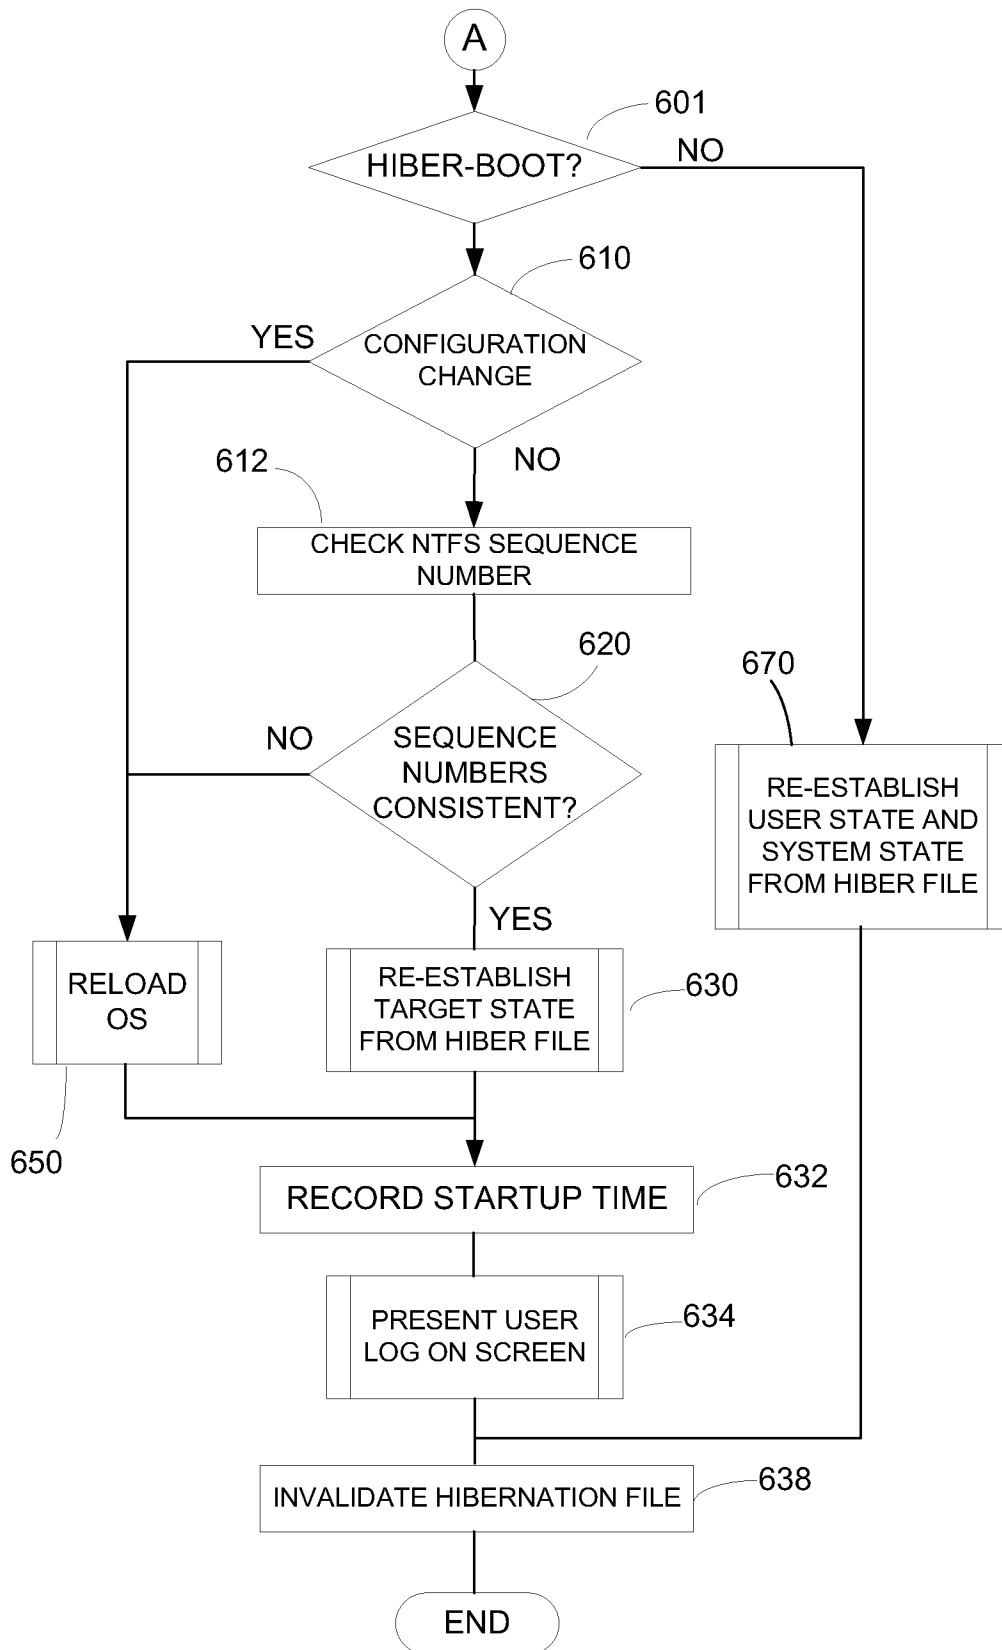 A
601
HIBER-BOOT?
NO
610
YES
CONFIGURATION
CHANGE
NO
612
CHECK NTFS SEQUENCE
NUMBER
620
670
NO
SEQUENCE
NUMBERS
CONSISTENT?
RE-ESTABLISH
USER STATE AND
SYSTEM STATE
FROM HIBER FILE
YES
RELOAD
OS
RE-ESTABLISH
TARGET STATE
FROM HIBER FILE
630
650
RECORD STARTUP TIME
632
PRESENT USER
LOG ON SCREEN
634
INVALIDATE HIBERNATION FILE
638
END